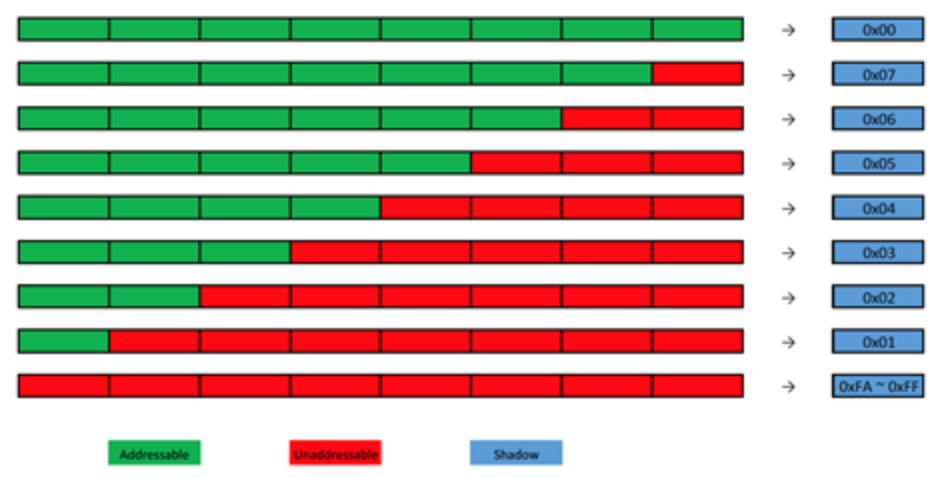 → 0x00
→ 0x07
→ 0x06
→ 0x05
→ 0x04
→ 0x03
→ 0x02
→ 0x01
→ 0xFA ~ 0xFF
Addressable Unaddressable Shadow